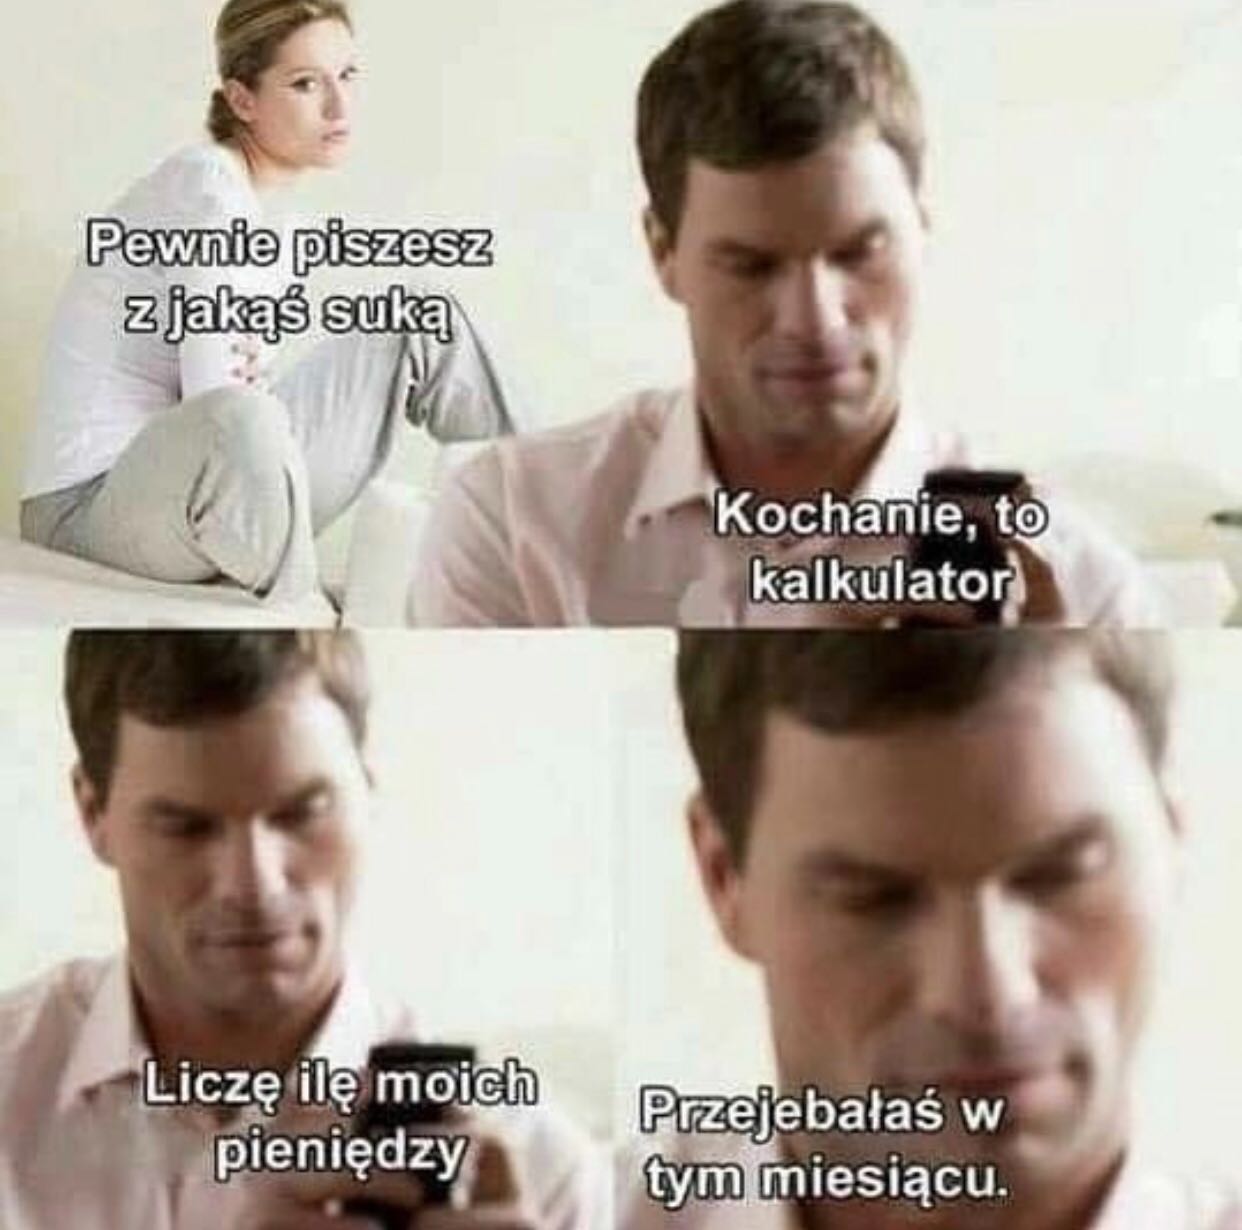 Pewnie piszesz
z jakąś suką
Kochanie, to
kalkulator
Liczę ilę moich
pieniędzy
Przejebałaś w
tym miesiącu.